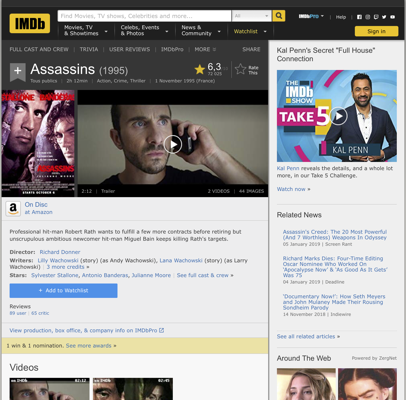 IMDb
Find Movies, TV shows, Celebrities and more...
All
IMDbPro
Help
Movies, TV
& Showtimes
Celebs, Events
& Photos
News &
Community
Watchlist
Sign in
FULL CAST AND CREW | TRIVIA | USER REVIEWS | IMDbPro | MORE
SHARE
Assassins (1995)
Tous publics | 2h 12min | Action, Crime, Thriller | 1 November 1995 (France)
6,3
Rate
This
2:12 | Trailer
2 VIDEOS | 44 IMAGES
On Disc
at Amazon
Professional hit-man Robert Rath wants to fulfill a few more contracts before retiring but
unscrupulous ambitious newcomer hit-man Miguel Bain keeps killing Rath's targets.
Director: Richard Donner
Writers: Lilly Wachowski (story) (as Andy Wachowski), Lana Wachowski (story) (as Larry
Wachowski) | 3 more credits »
Stars: Sylvester Stallone, Antonio Banderas, Julianne Moore | See full cast & crew »
+ Add to Watchlist
Reviews
89 user | 65 critic
View production, box office, & company info on IMDbPro
1 win & 1 nomination. See more awards »
Videos
02:12
02:45
Kal Penn's Secret "Full House"
Connection
THE
IMDb
SHOW
TAKE 5
KAL PENN
Kal Penn reveals the details, and a whole lot
more, in our Take 5 Challenge.
Watch now »
Related News
Assassin's Creed: The 20 Most Powerful
(And 7 Worthless) Weapons In Odyssey
05 January 2019 | Screen Rant
Richard Marks Dies: Four-Time Editing
Oscar Nominee Who Worked On
'Apocalypse Now' & 'As Good As It Gets'
Was 75
04 January 2019 | Deadline
"Documentary Now!": How Seth Meyers
and John Mulaney Made Their Rousing
Sondheim Parody
14 November 2018 | Indiewire
See all related articles »
Around The Web
Powered by ZergNet